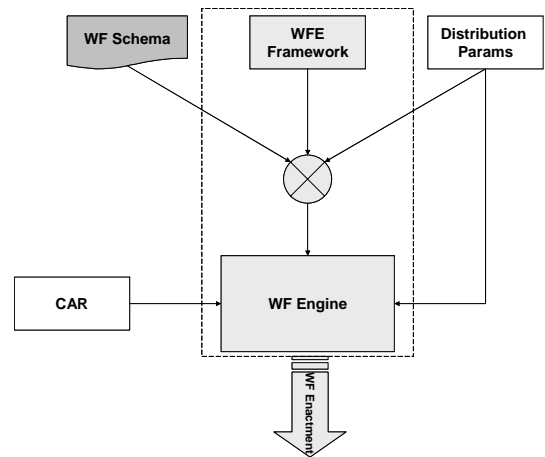 WF Schema
WFE
Framework
Distribution
Params
CAR
WF Engine
WF Enactment